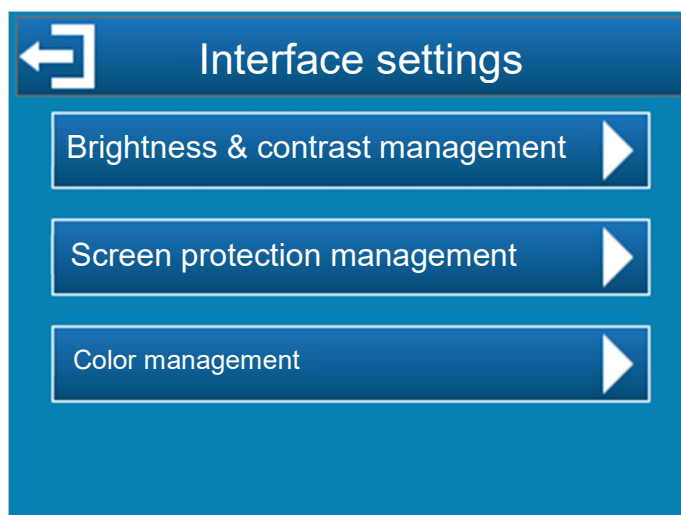 Interface settings
Brightness & contrast management
Screen protection management
Color management